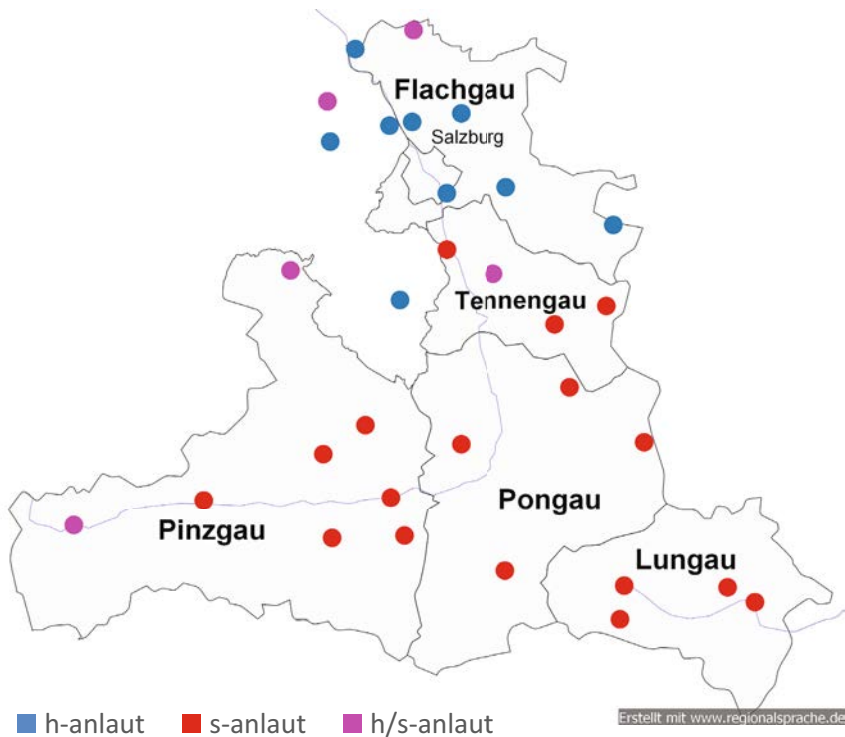 Flachgau
Salzburg
Tennengau
Pongau
Pinzgau
Lungau
h-anlaut s-anlaut h/s-anlaut
Erstellt mit www.regionalsprache.de